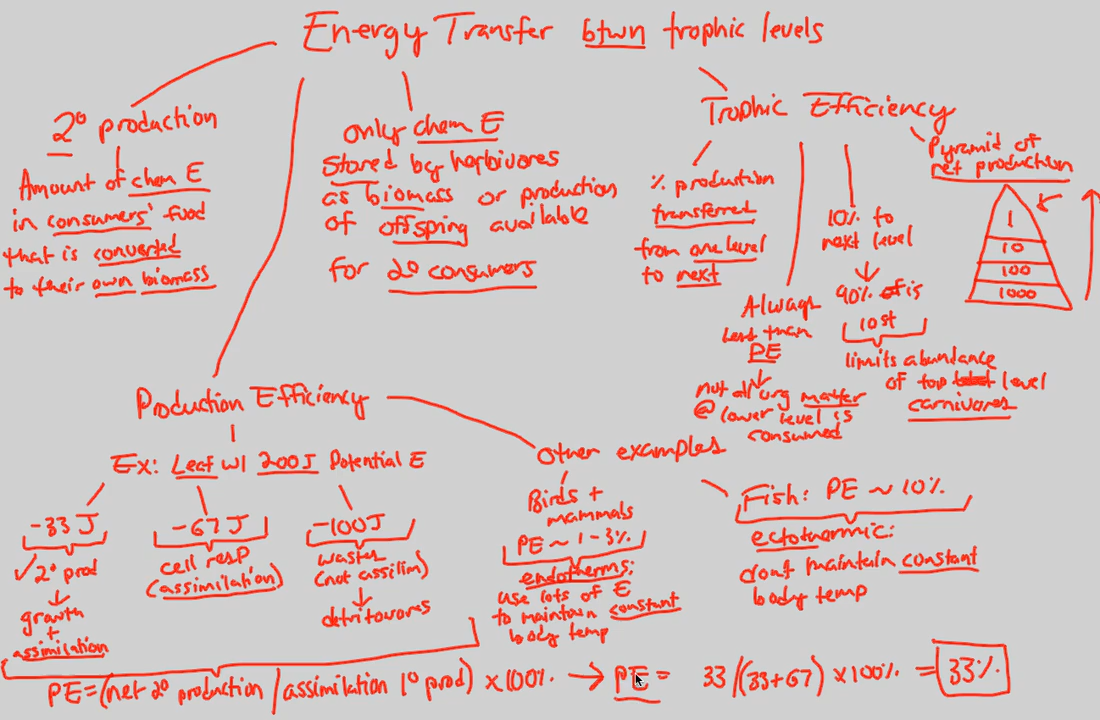 Energy Transfer btwn trophic levels
2° production
Amount of chem E
in consumers' food
that is converted
to their own biomass
only chem E
stored by herbivores
as biomass or production
of offspring available
for 2° consumers
Trophic Efficiency
% production
transferred
from one level
to next
Always
less than
PE
not all org matter
@ lower level is
consumed
10% to
next level
90% is
lost
limits abundance
of top level
carnivores
Pyramid of
net production
1
10
100
1000
Production Efficiency
Ex: Leaf w/ 200J Potential E
-33 J
✓2° prod
growth
+
assimilation
-67 J
cell resp
(assimilation)
-100J
wastes
(not assilim)
detritovores
Other examples
Birds +
mammals
PE ~ 1-3%
endotherms:
use lots of E
to maintain constant
body temp
Fish: PE ~ 10%
ectothermic:
don't maintain constant
body temp
PE=(net 2° production / assimilation 1° prod) x100% → PE = 33/(33+67) x100% = 33%